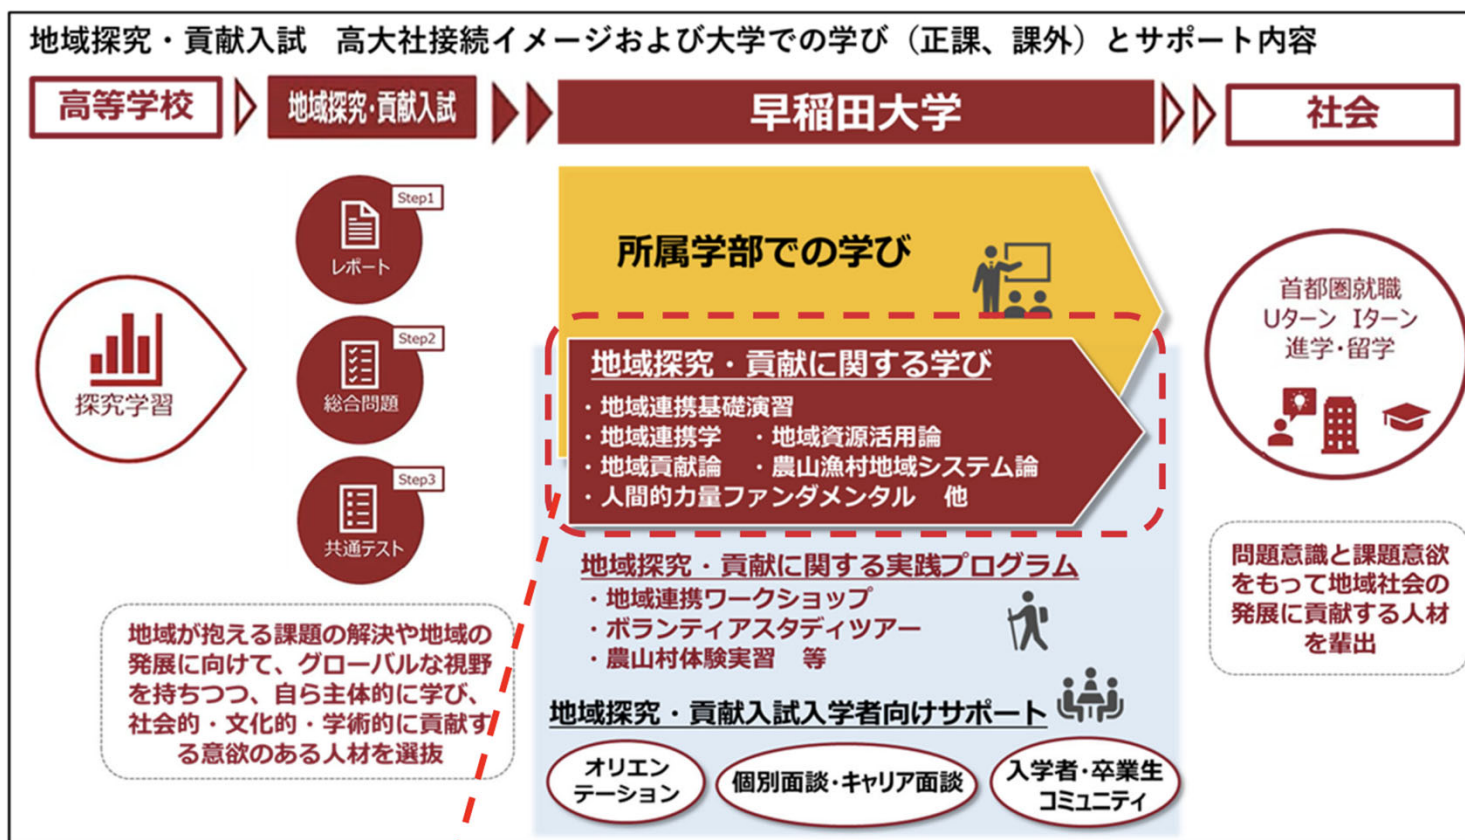 地域探究・貢献入試　高大社接続イメージおよび大学での学び（正課、課外）とサポート内容
高等学校
地域探究・貢献入試
早稲田大学
社会
探究学習
Step1
レポート
Step2
総合問題
Step3
共通テスト
地域が抱える課題の解決や地域の
発展に向けて、グローバルな視野
を持ちつつ、自ら主体的に学び、
社会的・文化的・学術的に貢献す
る意欲のある人材を選抜
所属学部での学び
地域探究・貢献に関する学び
・地域連携基礎演習
・地域連携学　・地域資源活用論
・地域貢献論　・農山漁村地域システム論
・人間的力量ファンダメンタル　他
地域探究・貢献に関する実践プログラム
・地域連携ワークショップ
・ボランティアスタディツアー
・農山村体験実習　等
地域探究・貢献入試入学者向けサポート
オリエン
テーション
個別面談・キャリア面談
入学者・卒業生
コミュニティ
首都圏就職
Uターン　Iターン
進学・留学
問題意識と課題意欲
をもって地域社会の
発展に貢献する人材
を輩出